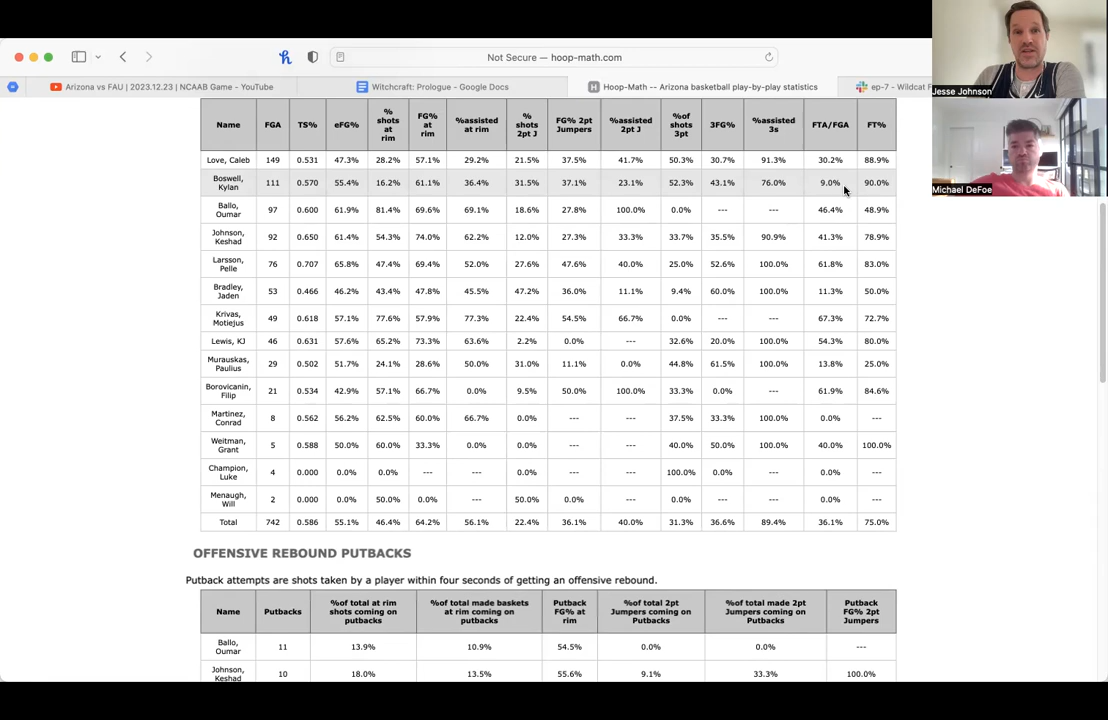 Not Secure — hoop-math.com
Arizona vs FAU | 2023.12.23 | NCAAB Game - YouTube
Witchcraft: Prologue - Google Docs
Hoop-Math -- Arizona basketball play-by-play statistics
ep-7 - Wildcat F
Jesse Johnson
Michael DeFoe
Name FGA TS% eFG% % shots at rim FG% at rim %assisted at rim % shots 2pt J FG% 2pt Jumpers %assisted 2pt J %of shots 3pt 3FG% %assisted 3s FTA/FGA FT%
Love, Caleb 149 0.531 47.3% 28.2% 57.1% 29.2% 21.5% 37.5% 41.7% 50.3% 30.7% 91.3% 30.2% 88.9%
Boswell, Kylan 111 0.570 55.4% 16.2% 61.1% 36.4% 31.5% 37.1% 23.1% 52.3% 43.1% 76.0% 9.0% 90.0%
Ballo, Oumar 97 0.600 61.9% 81.4% 69.6% 69.1% 18.6% 27.8% 100.0% 0.0% --- --- 46.4% 48.9%
Johnson, Keshad 92 0.650 61.4% 54.3% 74.0% 62.2% 12.0% 27.3% 33.3% 33.7% 35.5% 90.9% 41.3% 78.9%
Larsson, Pelle 76 0.707 65.8% 47.4% 69.4% 52.0% 27.6% 47.6% 40.0% 25.0% 52.6% 100.0% 61.8% 83.0%
Bradley, Jaden 53 0.466 46.2% 43.4% 47.8% 45.5% 47.2% 36.0% 11.1% 9.4% 60.0% 100.0% 11.3% 50.0%
Krivas, Motiejus 49 0.618 57.1% 77.6% 57.9% 77.3% 22.4% 54.5% 66.7% 0.0% --- --- 67.3% 72.7%
Lewis, KJ 46 0.631 57.6% 65.2% 73.3% 63.6% 2.2% 0.0% --- 32.6% 20.0% 100.0% 54.3% 80.0%
Murauskas, Paulius 29 0.502 51.7% 24.1% 28.6% 50.0% 31.0% 11.1% 0.0% 44.8% 61.5% 100.0% 13.8% 25.0%
Borovicanin, Filip 21 0.534 42.9% 57.1% 66.7% 0.0% 9.5% 50.0% 100.0% 33.3% 0.0% --- 61.9% 84.6%
Martinez, Conrad 8 0.562 56.2% 62.5% 60.0% 66.7% 0.0% --- --- 37.5% 33.3% 100.0% 0.0% ---
Weitman, Grant 5 0.588 50.0% 60.0% 33.3% 0.0% 0.0% --- --- 40.0% 50.0% 100.0% 40.0% 100.0%
Champion, Luke 4 0.000 0.0% 0.0% --- --- 0.0% --- --- 100.0% 0.0% --- 0.0% ---
Menaugh, Will 2 0.000 0.0% 50.0% 0.0% --- 50.0% 0.0% --- 0.0% --- --- 0.0% ---
Total 742 0.586 55.1% 46.4% 64.2% 56.1% 22.4% 36.1% 40.0% 31.3% 36.6% 89.4% 36.1% 75.0%
OFFENSIVE REBOUND PUTBACKS
Putback attempts are shots taken by a player within four seconds of getting an offensive rebound.
Name Putbacks %of total at rim shots coming on putbacks %of total made baskets at rim coming on putbacks Putback FG% at rim %of total 2pt Jumpers coming on Putbacks %of total made 2pt Jumpers coming on Putbacks Putback FG% 2pt Jumpers
Ballo, Oumar 11 13.9% 10.9% 54.5% 0.0% 0.0% ---
Johnson, Keshad 10 18.0% 13.5% 55.6% 9.1% 33.3% 100.0%